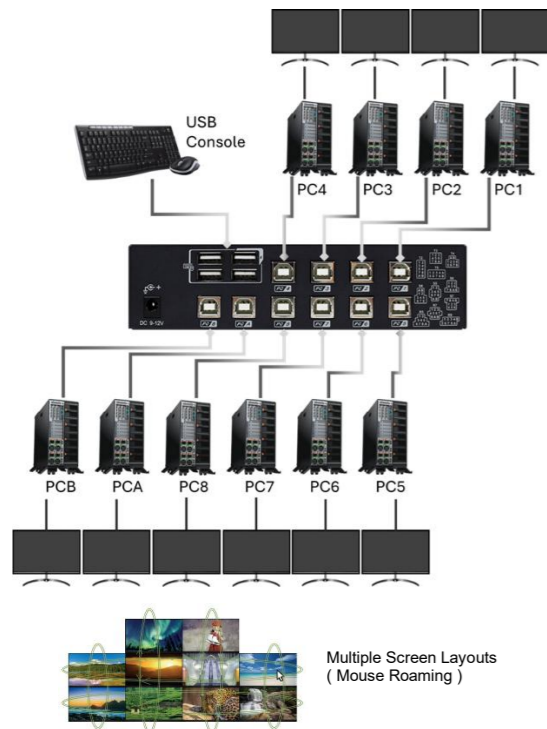 USB
Console
PC4
PC3
PC2
PC1
DC 9-12V
PCB
PCA
PC8
PC7
PC6
PC5
Multiple Screen Layouts
( Mouse Roaming )